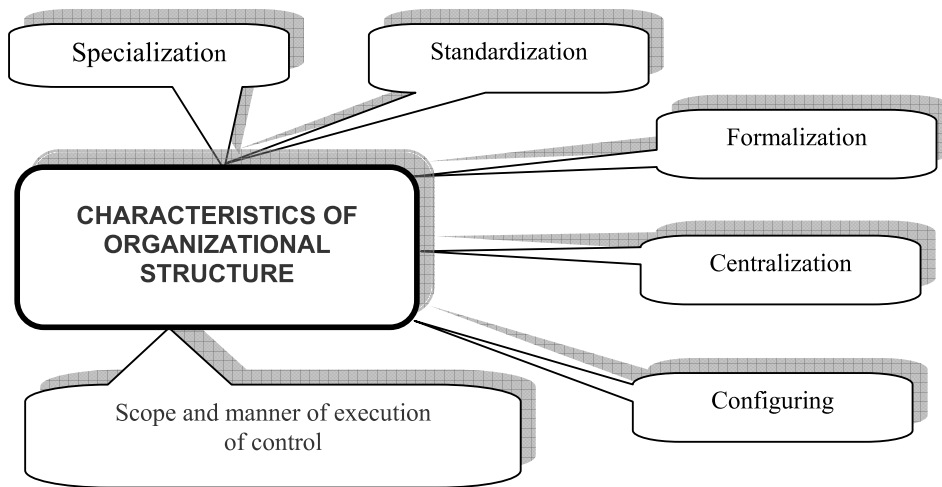 Specialization
Standardization
Formalization
CHARACTERISTICS OF
ORGANIZATIONAL
STRUCTURE
Centralization
Configuring
Scope and manner of execution
of control